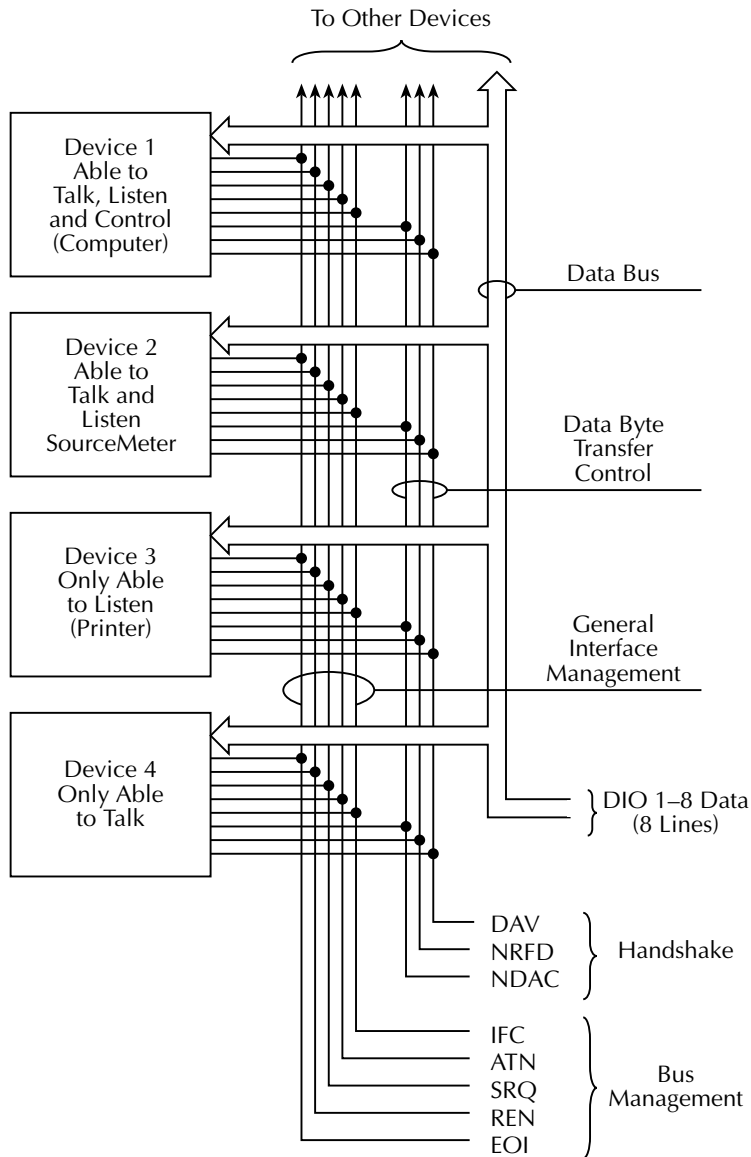 To Other Devices
Device 1
Able to
Talk, Listen
and Control
(Computer)
Data Bus
Device 2
Able to
Talk and
Listen
SourceMeter
Data Byte
Transfer
Control
Device 3
Only Able
to Listen
(Printer)
General
Interface
Management
Device 4
Only Able
to Talk
DIO 1–8 Data
(8 Lines)
DAV
NRFD
NDAC
Handshake
IFC
ATN
SRQ
REN
EOI
Bus
Management